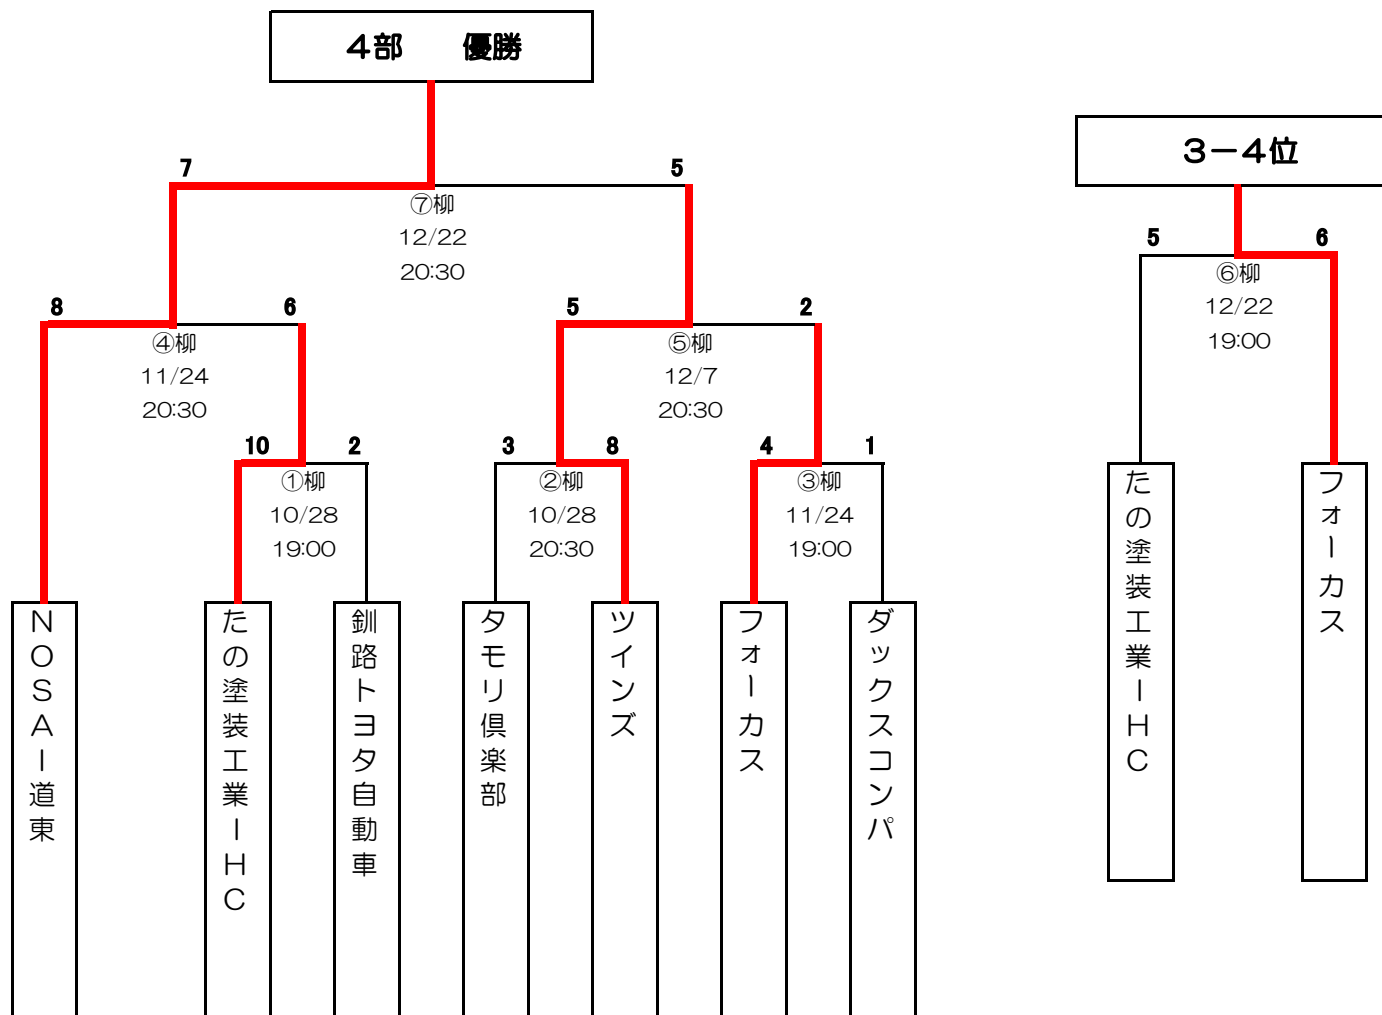 4部　優勝
7
5
⑦柳
12/22
20:30
8
6
④柳
11/24
20:30
5
2
⑤柳
12/7
20:30
10
2
①柳
10/28
19:00
3
8
②柳
10/28
20:30
4
1
③柳
11/24
19:00
NOSAI道東
たの塗装工業IHC
釧路トヨタ自動車
タモリ倶楽部
ツインズ
フォーカス
ダックスコンパ
3ー4位
5
6
⑥柳
12/22
19:00
たの塗装工業IHC
フォーカス